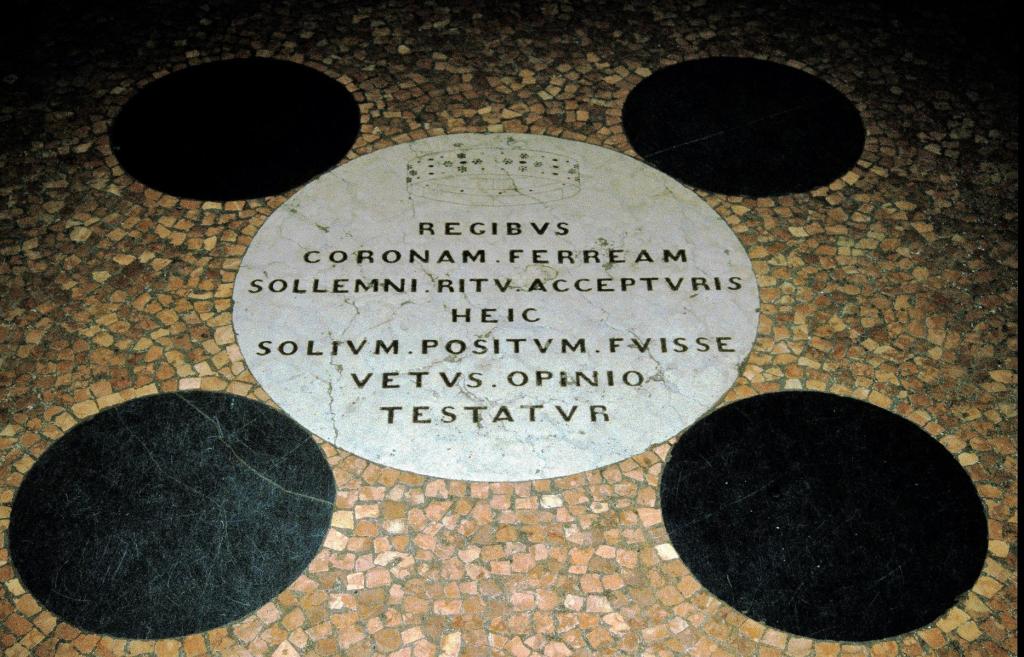 REGIBVS
CORONAM.FERREAM
SOLLEMNI.RITV.ACCEPTVRIS
HEIC
SOLIVM.POSITVM.FVISSE
VETVS.OPINIO
TESTATVR